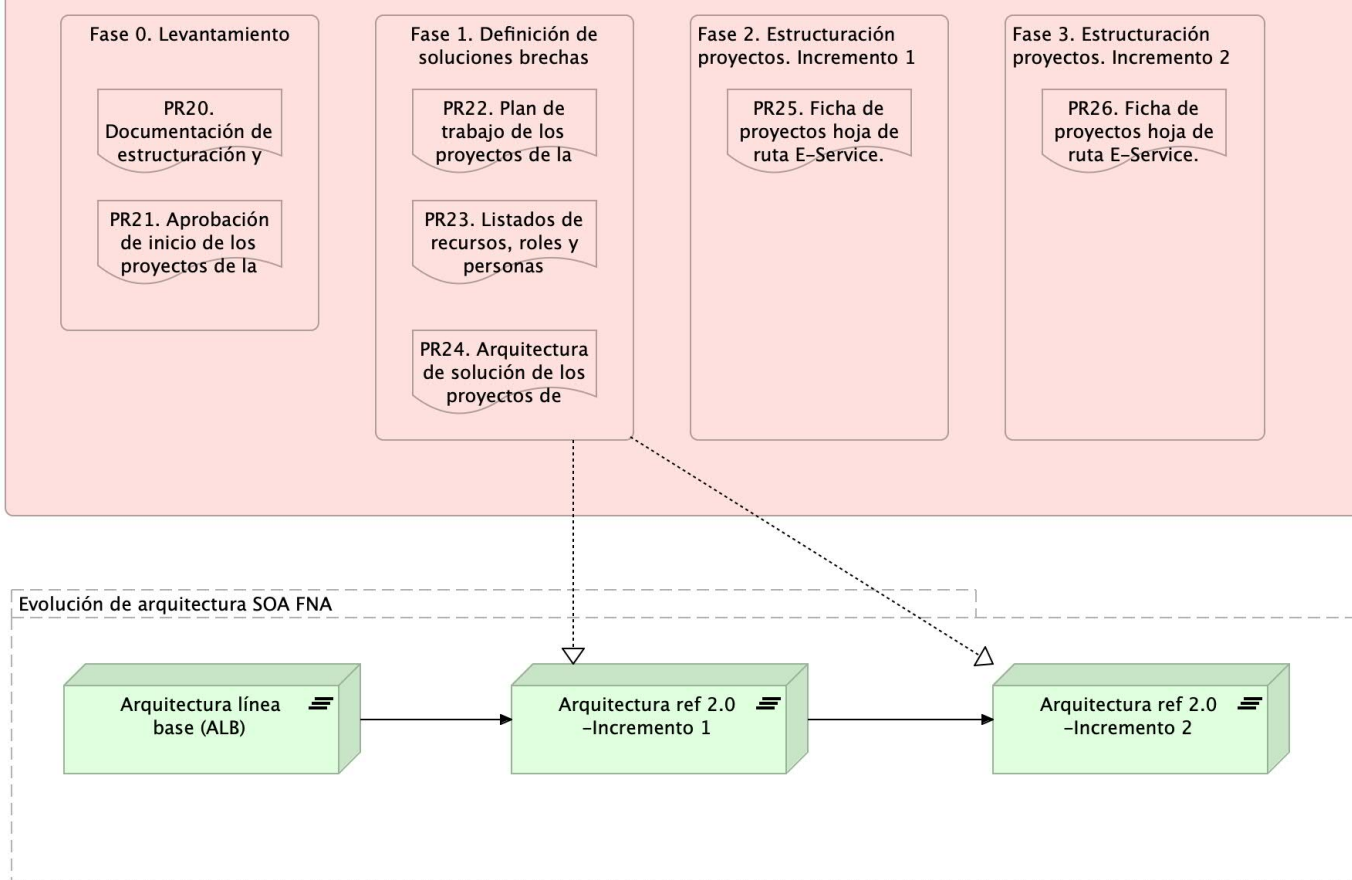 Fase 0. Levantamiento
PR20.
Documentación de
estructuración y
PR21. Aprobación
de inicio de los
proyectos de la
Fase 1. Definición de
soluciones brechas
PR22. Plan de
trabajo de los
proyectos de la
PR23. Listados de
recursos, roles y
personas
PR24. Arquitectura
de solución de los
proyectos de
Fase 2. Estructuración
proyectos. Incremento 1
PR25. Ficha de
proyectos hoja de
ruta E-Service.
Fase 3. Estructuración
proyectos. Incremento 2
PR26. Ficha de
proyectos hoja de
ruta E-Service.
Evolución de arquitectura SOA FNA
Arquitectura línea
base (ALB)
Arquitectura ref 2.0
-Incremento 1
Arquitectura ref 2.0
-Incremento 2